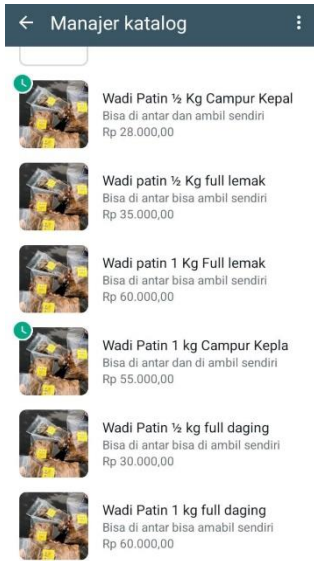 Manajer katalog
Wadi Patin ½ Kg Campur Kepal
Bisa di antar dan ambil sendiri
Rp 28.000,00
Wadi patin ½ Kg full lemak
Bisa di antar bisa ambil sendiri
Rp 35.000,00
Wadi patin 1 Kg Full lemak
Bisa di antar bisa ambil sendiri
Rp 60.000,00
Wadi Patin 1 kg Campur Kepla
Bisa di antar dan di ambil sendiri
Rp 55.000,00
Wadi Patin ½ kg full daging
Bisa di antar bisa di ambil sendiri
Rp 30.000,00
Wadi Patin 1 kg full daging
Bisa di antar bisa amabil sendiri
Rp 60.000,00